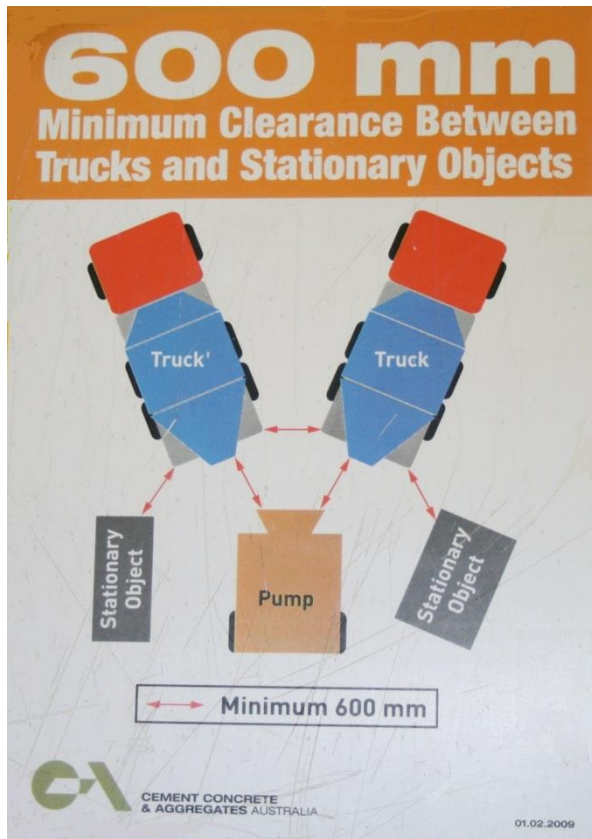 600 mm
Minimum Clearance Between
Trucks and Stationary Objects
Truck
Truck
Stationary
Object
Pump
Stationary
Object
Minimum 600 mm
CEMENT CONCRETE
& AGGREGATES AUSTRALIA
01.02.2009